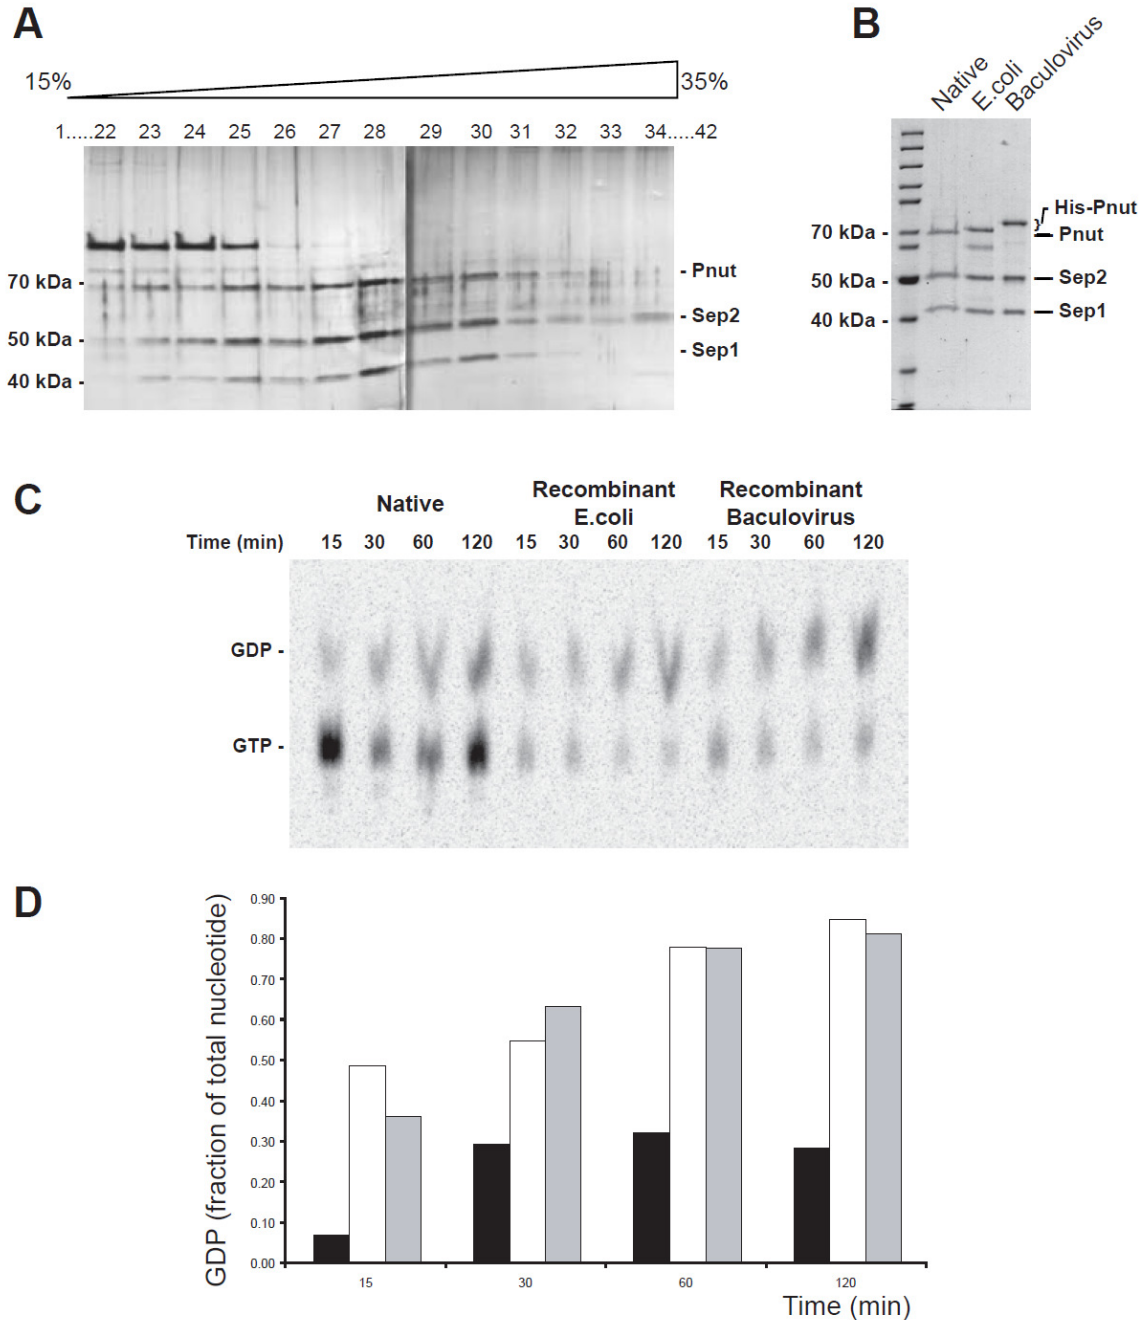 A
15%
35%
1.....22 23 24 25 26 27 28 29 30 31 32 33 34.....42
70 kDa -
50 kDa -
40 kDa -
- Pnut
- Sep2
- Sep1
B
Native
E.coli
Baculovirus
70 kDa -
50 kDa -
40 kDa -
His-Pnut
Pnut
Sep2
Sep1
C
Native
Recombinant
E.coli
Recombinant
Baculovirus
Time (min) 15 30 60 120 15 30 60 120 15 30 60 120
GDP -
GTP -
D
GDP (fraction of total nucleotide)
0.90
0.80
0.70
0.60
0.50
0.40
0.30
0.20
0.10
0.00
15 30 60 120
Time (min)